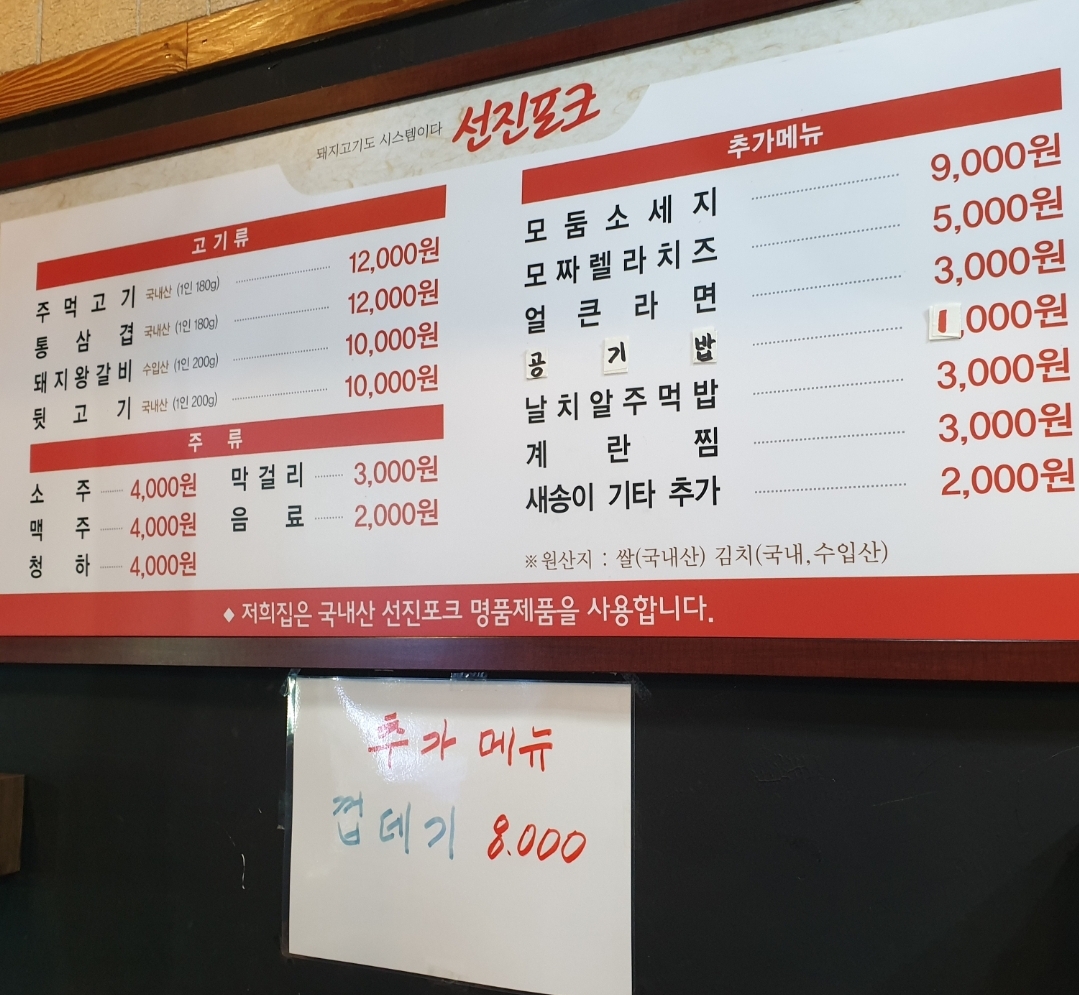 돼지고기도 시스템이다 선진포크
고기류
주먹고기 국내산 (1인 180g) 12,000원
통삼겹 국내산 (1인 180g) 12,000원
돼지왕갈비 수입산 (1인 200g) 10,000원
뒷고기 국내산 (1인 200g) 10,000원
주류
소주 4,000원 막걸리 3,000원
맥주 4,000원 음료 2,000원
청하 4,000원
추가메뉴
모둠소세지 9,000원
모짜렐라치즈 5,000원
얼큰라면 3,000원
공기밥 1,000원
날치알주먹밥 3,000원
계란찜 3,000원
새송이 기타 추가 2,000원
※원산지 : 쌀(국내산) 김치(국내,수입산)
◆ 저희집은 국내산 선진포크 명품제품을 사용합니다.
추가 메뉴
껍데기 8.000